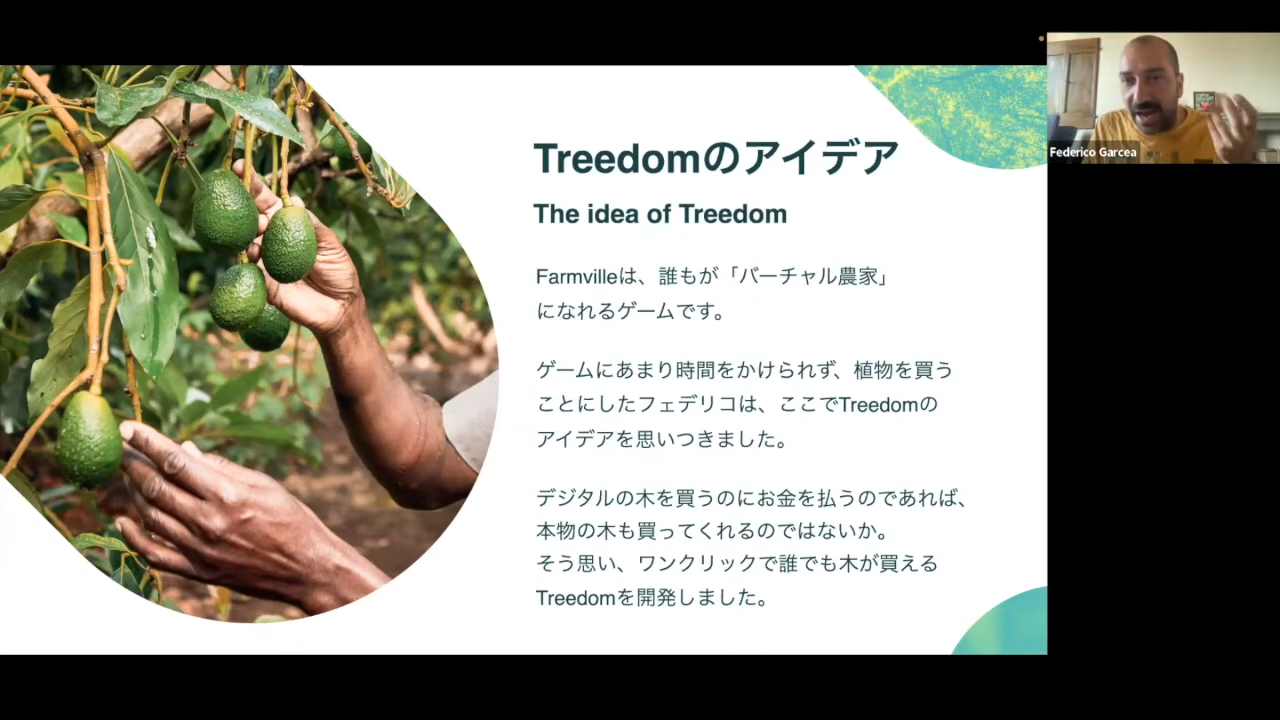 Treedomのアイデア
The idea of Treedom
Farmvilleは、誰もが「バーチャル農家」
になれるゲームです。
ゲームにあまり時間をかけられず、植物を買う
ことにしたフェデリコは、ここでTreedomの
アイデアを思いつきました。
デジタルの木を買うのにお金を払うのであれば、
本物の木も買ってくれるのではないか。
そう思い、ワンクリックで誰でも木が買える
Treedomを開発しました。
Federico Garcea